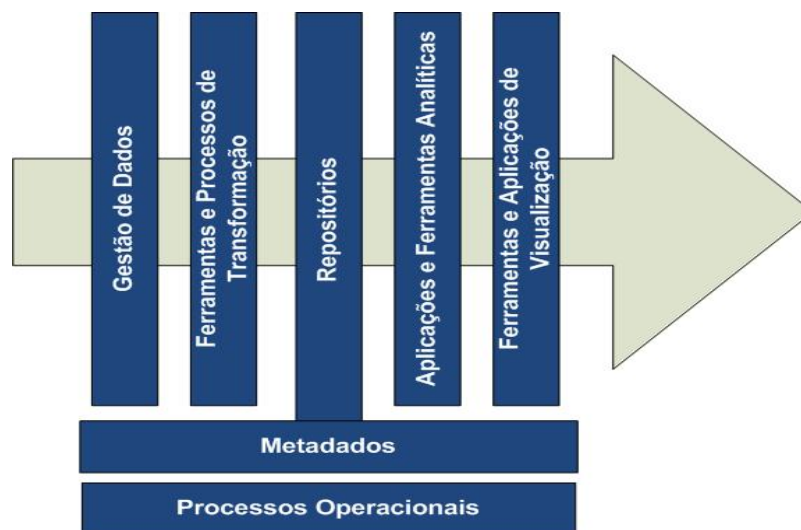 Gestão de Dados
Ferramentas e Processos de
Transformação
Repositórios
Aplicações e Ferramentas Analíticas
Ferramentas e Aplicações de
Visualização
Metadados
Processos Operacionais